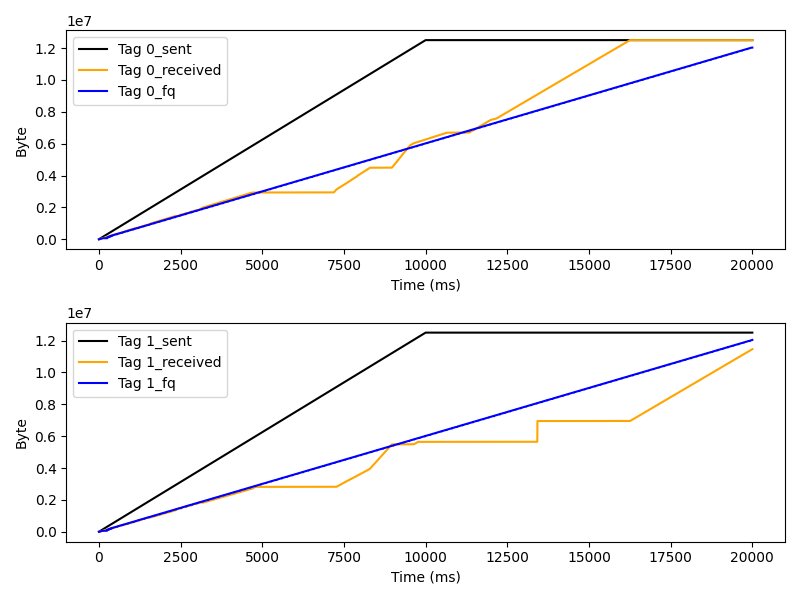 1e7
Tag 0_sent
Tag 0_received
Tag 0_fq
Byte
1.2
1.0
0.8
0.6
0.4
0.2
0.0
0 2500 5000 7500 10000 12500 15000 17500 20000
Time (ms)
1e7
Tag 1_sent
Tag 1_received
Tag 1_fq
Byte
1.2
1.0
0.8
0.6
0.4
0.2
0.0
0 2500 5000 7500 10000 12500 15000 17500 20000
Time (ms)